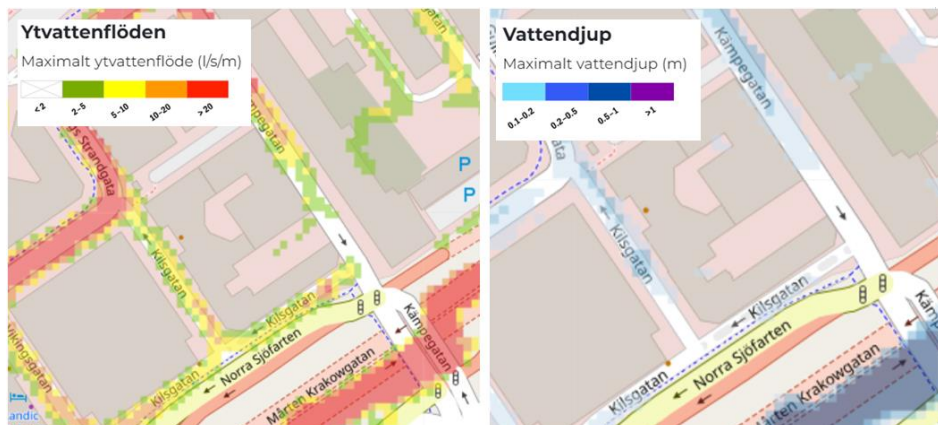 Ytvattenflöden
Maximalt ytvattenflöde (l/s/m)
< 2
2-5
5-10
10-20
> 20
Strandgata
Kämpegatan
Kilsgatan
P
P
Kilsgatan
Kilsgatan
Norra Sjöfarten
Mårten Krakowgatan
Kämpegatan
andic
Vattendjup
Maximalt vattendjup (m)
0.1-0.2
0.2-0.5
0.5-1
>1
Kämpegatan
Kilsgatan
Kilsgatan
Norra Sjöfarten
Kilsgatan
rten Krakowgatan
Kämp